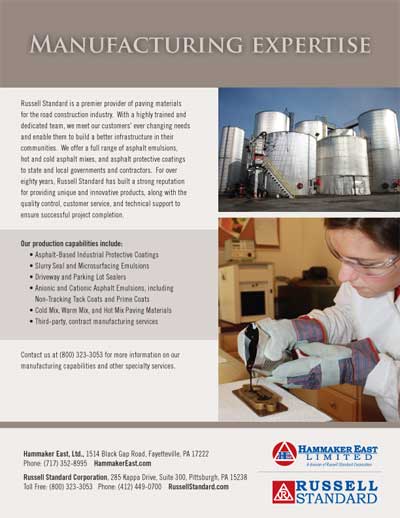 MANUFACTURING EXPERTISE
Russell Standard is a premier provider of paving materials
for the road construction industry. With a highly trained and
dedicated team, we meet our customers' ever changing needs
and enable them to build a better infrastructure in their
communities. We offer a full range of asphalt emulsions,
hot and cold asphalt mixes, and asphalt protective coatings
to state and local governments and contractors. For over
eighty years, Russell Standard has built a strong reputation
for providing unique and innovative products, along with the
quality control, customer service, and technical support to
ensure successful project completion.
Our production capabilities include:
• Asphalt-Based Industrial Protective Coatings
• Slurry Seal and Microsurfacing Emulsions
• Driveway and Parking Lot Sealers
• Anionic and Cationic Asphalt Emulsions, including
Non-Tracking Tack Coats and Prime Coats
• Cold Mix, Warm Mix, and Hot Mix Paving Materials
• Third-party, contract manufacturing services
Contact us at (800) 323-3053 for more information on our
manufacturing capabilities and other specialty services.
Hammaker East, Ltd., 1514 Black Gap Road, Fayetteville, PA 17222
Phone: (717) 352-8995 HammakerEast.com
Russell Standard Corporation, 285 Kappa Drive, Suite 300, Pittsburgh, PA 15238
Toll Free: (800) 323-3053 Phone: (412) 449-0700 RussellStandard.com
HAMMAKER EAST
LIMITED
A division of Russell Standard Corporation
RUSSELL
STANDARD